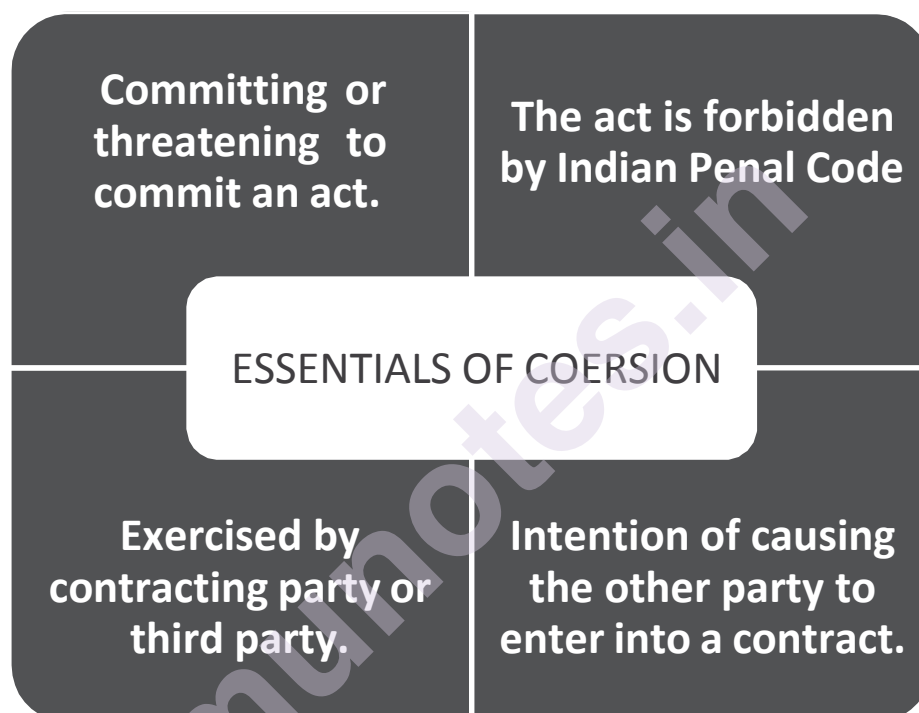 Committing or
threatening to
commit an act.
The act is forbidden
by Indian Penal Code
ESSENTIALS OF COERSION
Exercised by
contracting party or
third party.
Intention of causing
the other party to
enter into a contract.
munotes.in